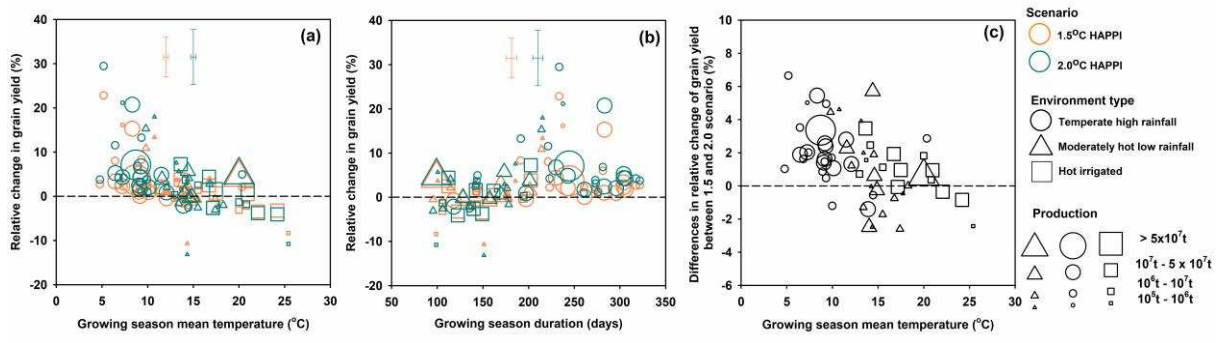 (a)
Relative change in grain yield (%)
40
30
20
10
0
-10
-20
0 5 10 15 20 25 30
Growing season mean temperature (°C)
(b)
Relative change in grain yield (%)
40
30
20
10
0
-10
-20
50 100 150 200 250 300 350
Growing season duration (days)
(c)
Differences in relative change of grain yield
between 1.5 and 2.0 scenario (%)
10
8
6
4
2
0
-2
-4
-6
0 5 10 15 20 25 30
Growing season mean temperature (°C)
Scenario
1.5°C HAPPI
2.0°C HAPPI
Environment type
Temperate high rainfall
Moderately hot low rainfall
Hot irrigated
Production
> 5x10⁷t
10⁷t - 5 x 10⁷t
10⁶t - 10⁷t
10⁵t - 10⁶t